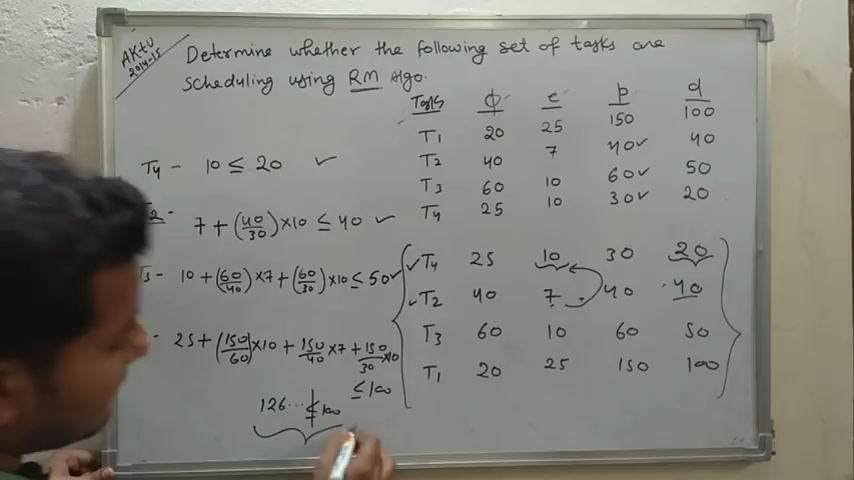 AKTU
2014-15
Determine whether the following set of tasks are
scheduling using RM Algo.
Tasks ϕ e p d
T1 20 25 150 100
T2 40 7 40✓ 40
T3 60 10 60✓ 50
T4 25 10 30✓ 20
T4 - 10 ≤ 20 ✓
2 - 7 + (40/30) × 10 ≤ 40 ✓
T3 - 10 + (60/40) × 7 + (60/30) × 10 ≤ 50 ✓
- 25 + (150/60) × 10 + 150/40 × 7 + 150/30 × 10
≤ 100
126... ≰ 100
✓ T4 25 10 30 20
✓ T2 40 7 40 40
T3 60 10 60 50
T1 20 25 150 100